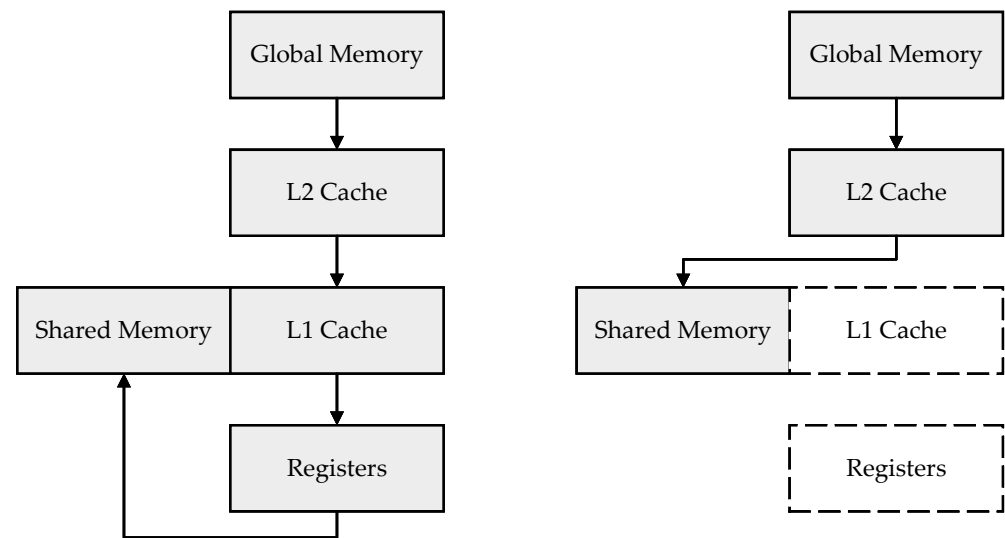 Global Memory
L2 Cache
Shared Memory
L1 Cache
Registers
Global Memory
L2 Cache
Shared Memory
L1 Cache
Registers